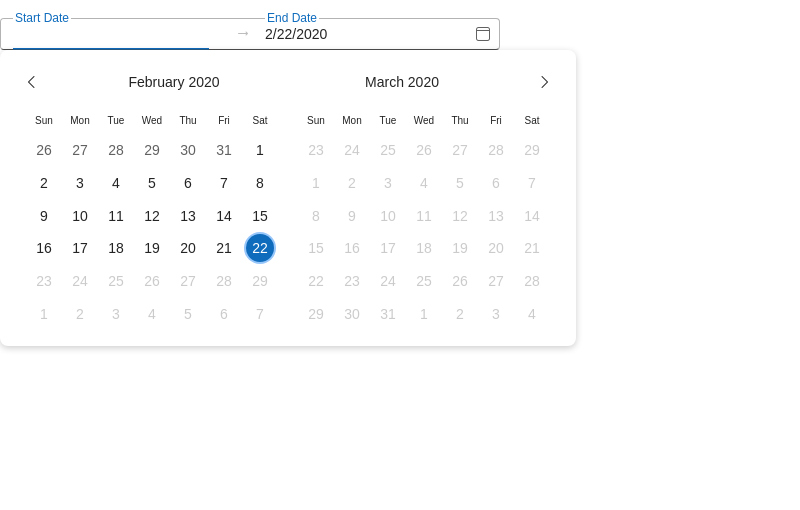 Start Date End Date
→ 2/22/2020
February 2020 March 2020
Sun Mon Tue Wed Thu Fri Sat Sun Mon Tue Wed Thu Fri Sat
26 27 28 29 30 31 1 23 24 25 26 27 28 29
2 3 4 5 6 7 8 1 2 3 4 5 6 7
9 10 11 12 13 14 15 8 9 10 11 12 13 14
16 17 18 19 20 21 22 15 16 17 18 19 20 21
23 24 25 26 27 28 29 22 23 24 25 26 27 28
1 2 3 4 5 6 7 29 30 31 1 2 3 4